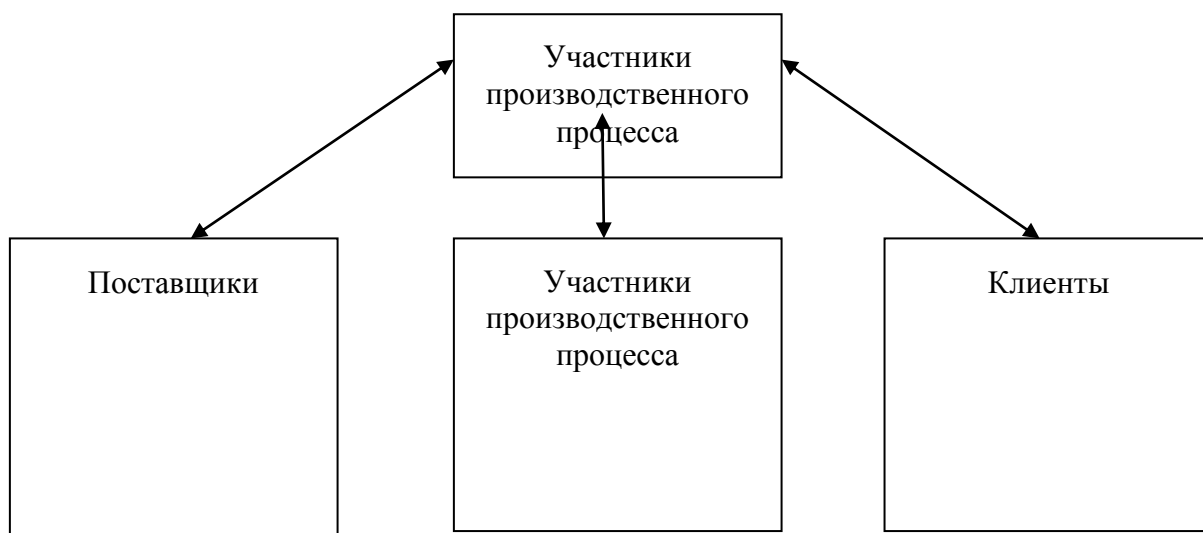 Участники
производственного
процесса
Поставщики
Участники
производственного
процесса
Клиенты